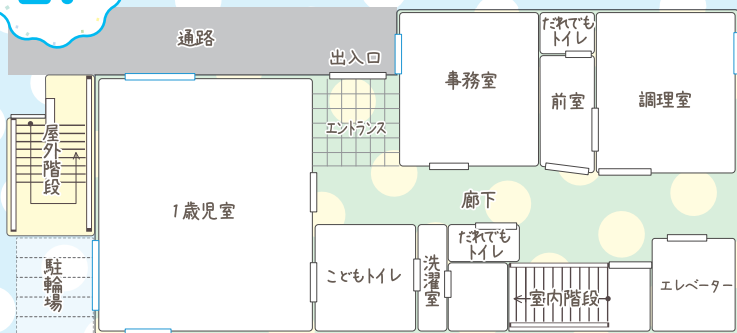 通路
出入口
だれでも
トイレ
事務室
前室
調理室
エントランス
屋外階段
1歳児室
廊下
だれでも
トイレ
こどもトイレ
洗濯室
駐輪場
室内階段
エレベーター